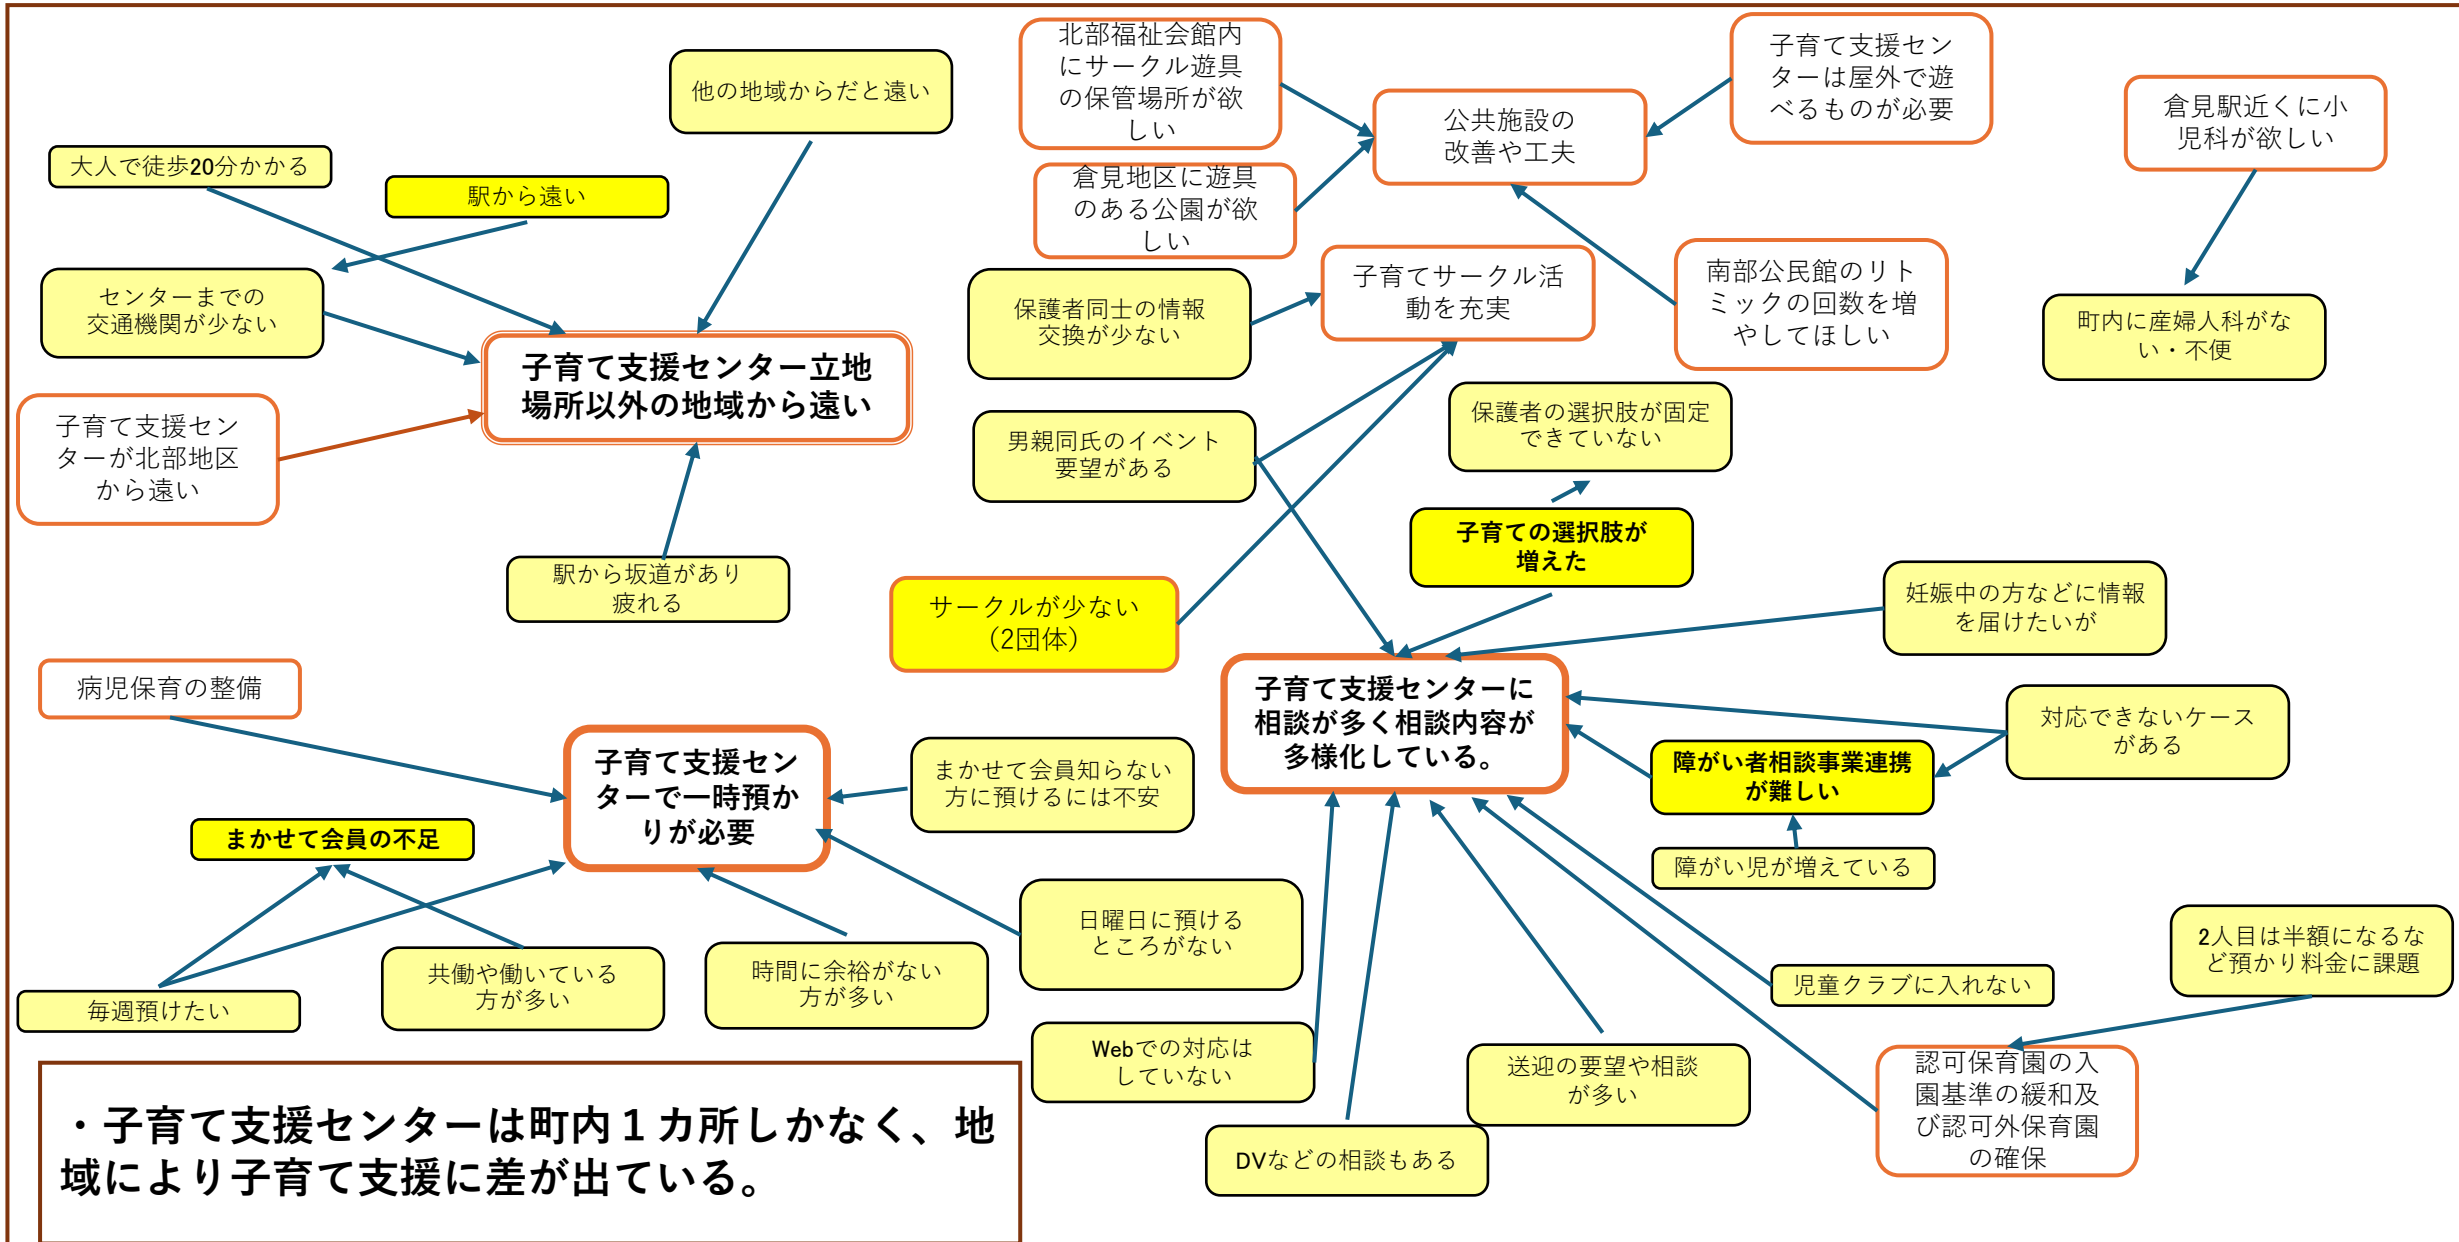 他の地域からだと遠い
大人で徒歩20分かかる
駅から遠い
センターまでの
交通機関が少ない
子育て支援センター立地
場所以外の地域から遠い
子育て支援セン
ターが北部地区
から遠い
駅から坂道があり
疲れる
北部福祉会館内
にサークル遊具
の保管場所が欲
しい
公共施設の
改善や工夫
子育て支援セン
ターは屋外で遊
べるものが必要
倉見地区に遊具
のある公園が欲
しい
南部公民館のリト
ミックの回数を増
やしてほしい
倉見駅近くに小
児科が欲しい
町内に産婦人科がな
い・不便
子育てサークル活
動を充実
保護者同士の情報
交換が少ない
男親同氏のイベント
要望がある
サークルが少ない
（2団体）
保護者の選択肢が固定
できていない
子育ての選択肢が
増えた
妊娠中の方などに情報
を届けたいが
子育て支援センターに
相談が多く相談内容が
多様化している。
対応できないケース
がある
障がい者相談事業連携
が難しい
障がい児が増えている
2人目は半額になるな
ど預かり料金に課題
児童クラブに入れない
認可保育園の入
園基準の緩和及
び認可外保育園
の確保
送迎の要望や相談
が多い
DVなどの相談もある
Webでの対応は
していない
病児保育の整備
子育て支援セン
ターで一時預か
りが必要
まかせて会員知らない
方に預けるには不安
まかせて会員の不足
日曜日に預ける
ところがない
時間に余裕がない
方が多い
共働や働いている
方が多い
毎週預けたい
・子育て支援センターは町内１カ所しかなく、地
域により子育て支援に差が出ている。